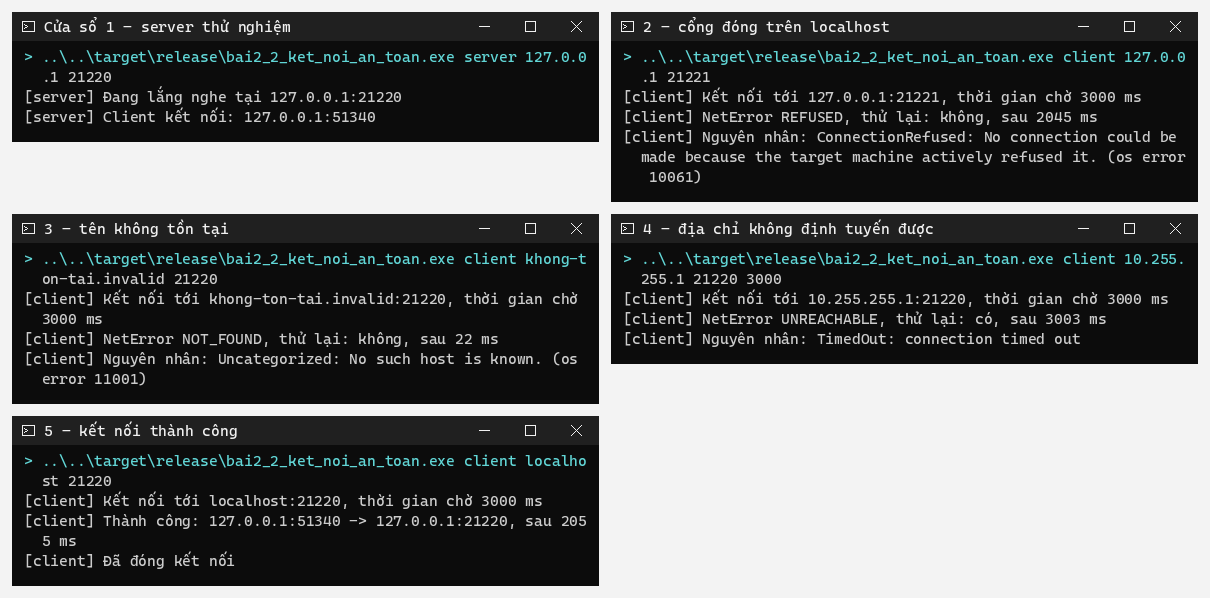 Cửa sổ 1 - server thử nghiệm
> ..\..\target\release\bai2_2_ket_noi_an_toan.exe server 127.0.0
.1 21220
[server] Đang lắng nghe tại 127.0.0.1:21220
[server] Client kết nối: 127.0.0.1:51340
2 - cổng đóng trên localhost
> ..\..\target\release\bai2_2_ket_noi_an_toan.exe client 127.0.0
.1 21221
[client] Kết nối tới 127.0.0.1:21221, thời gian chờ 3000 ms
[client] NetError REFUSED, thử lại: không, sau 2045 ms
[client] Nguyên nhân: ConnectionRefused: No connection could be
made because the target machine actively refused it. (os error
10061)
3 - tên không tồn tại
> ..\..\target\release\bai2_2_ket_noi_an_toan.exe client khong-t
on-tai.invalid 21220
[client] Kết nối tới khong-ton-tai.invalid:21220, thời gian chờ
3000 ms
[client] NetError NOT_FOUND, thử lại: không, sau 22 ms
[client] Nguyên nhân: Uncategorized: No such host is known. (os
error 11001)
4 - địa chỉ không định tuyến được
> ..\..\target\release\bai2_2_ket_noi_an_toan.exe client 10.255.
255.1 21220 3000
[client] Kết nối tới 10.255.255.1:21220, thời gian chờ 3000 ms
[client] NetError UNREACHABLE, thử lại: có, sau 3003 ms
[client] Nguyên nhân: TimedOut: connection timed out
5 - kết nối thành công
> ..\..\target\release\bai2_2_ket_noi_an_toan.exe client localho
st 21220
[client] Kết nối tới localhost:21220, thời gian chờ 3000 ms
[client] Thành công: 127.0.0.1:51340 -> 127.0.0.1:21220, sau 205
5 ms
[client] Đã đóng kết nối